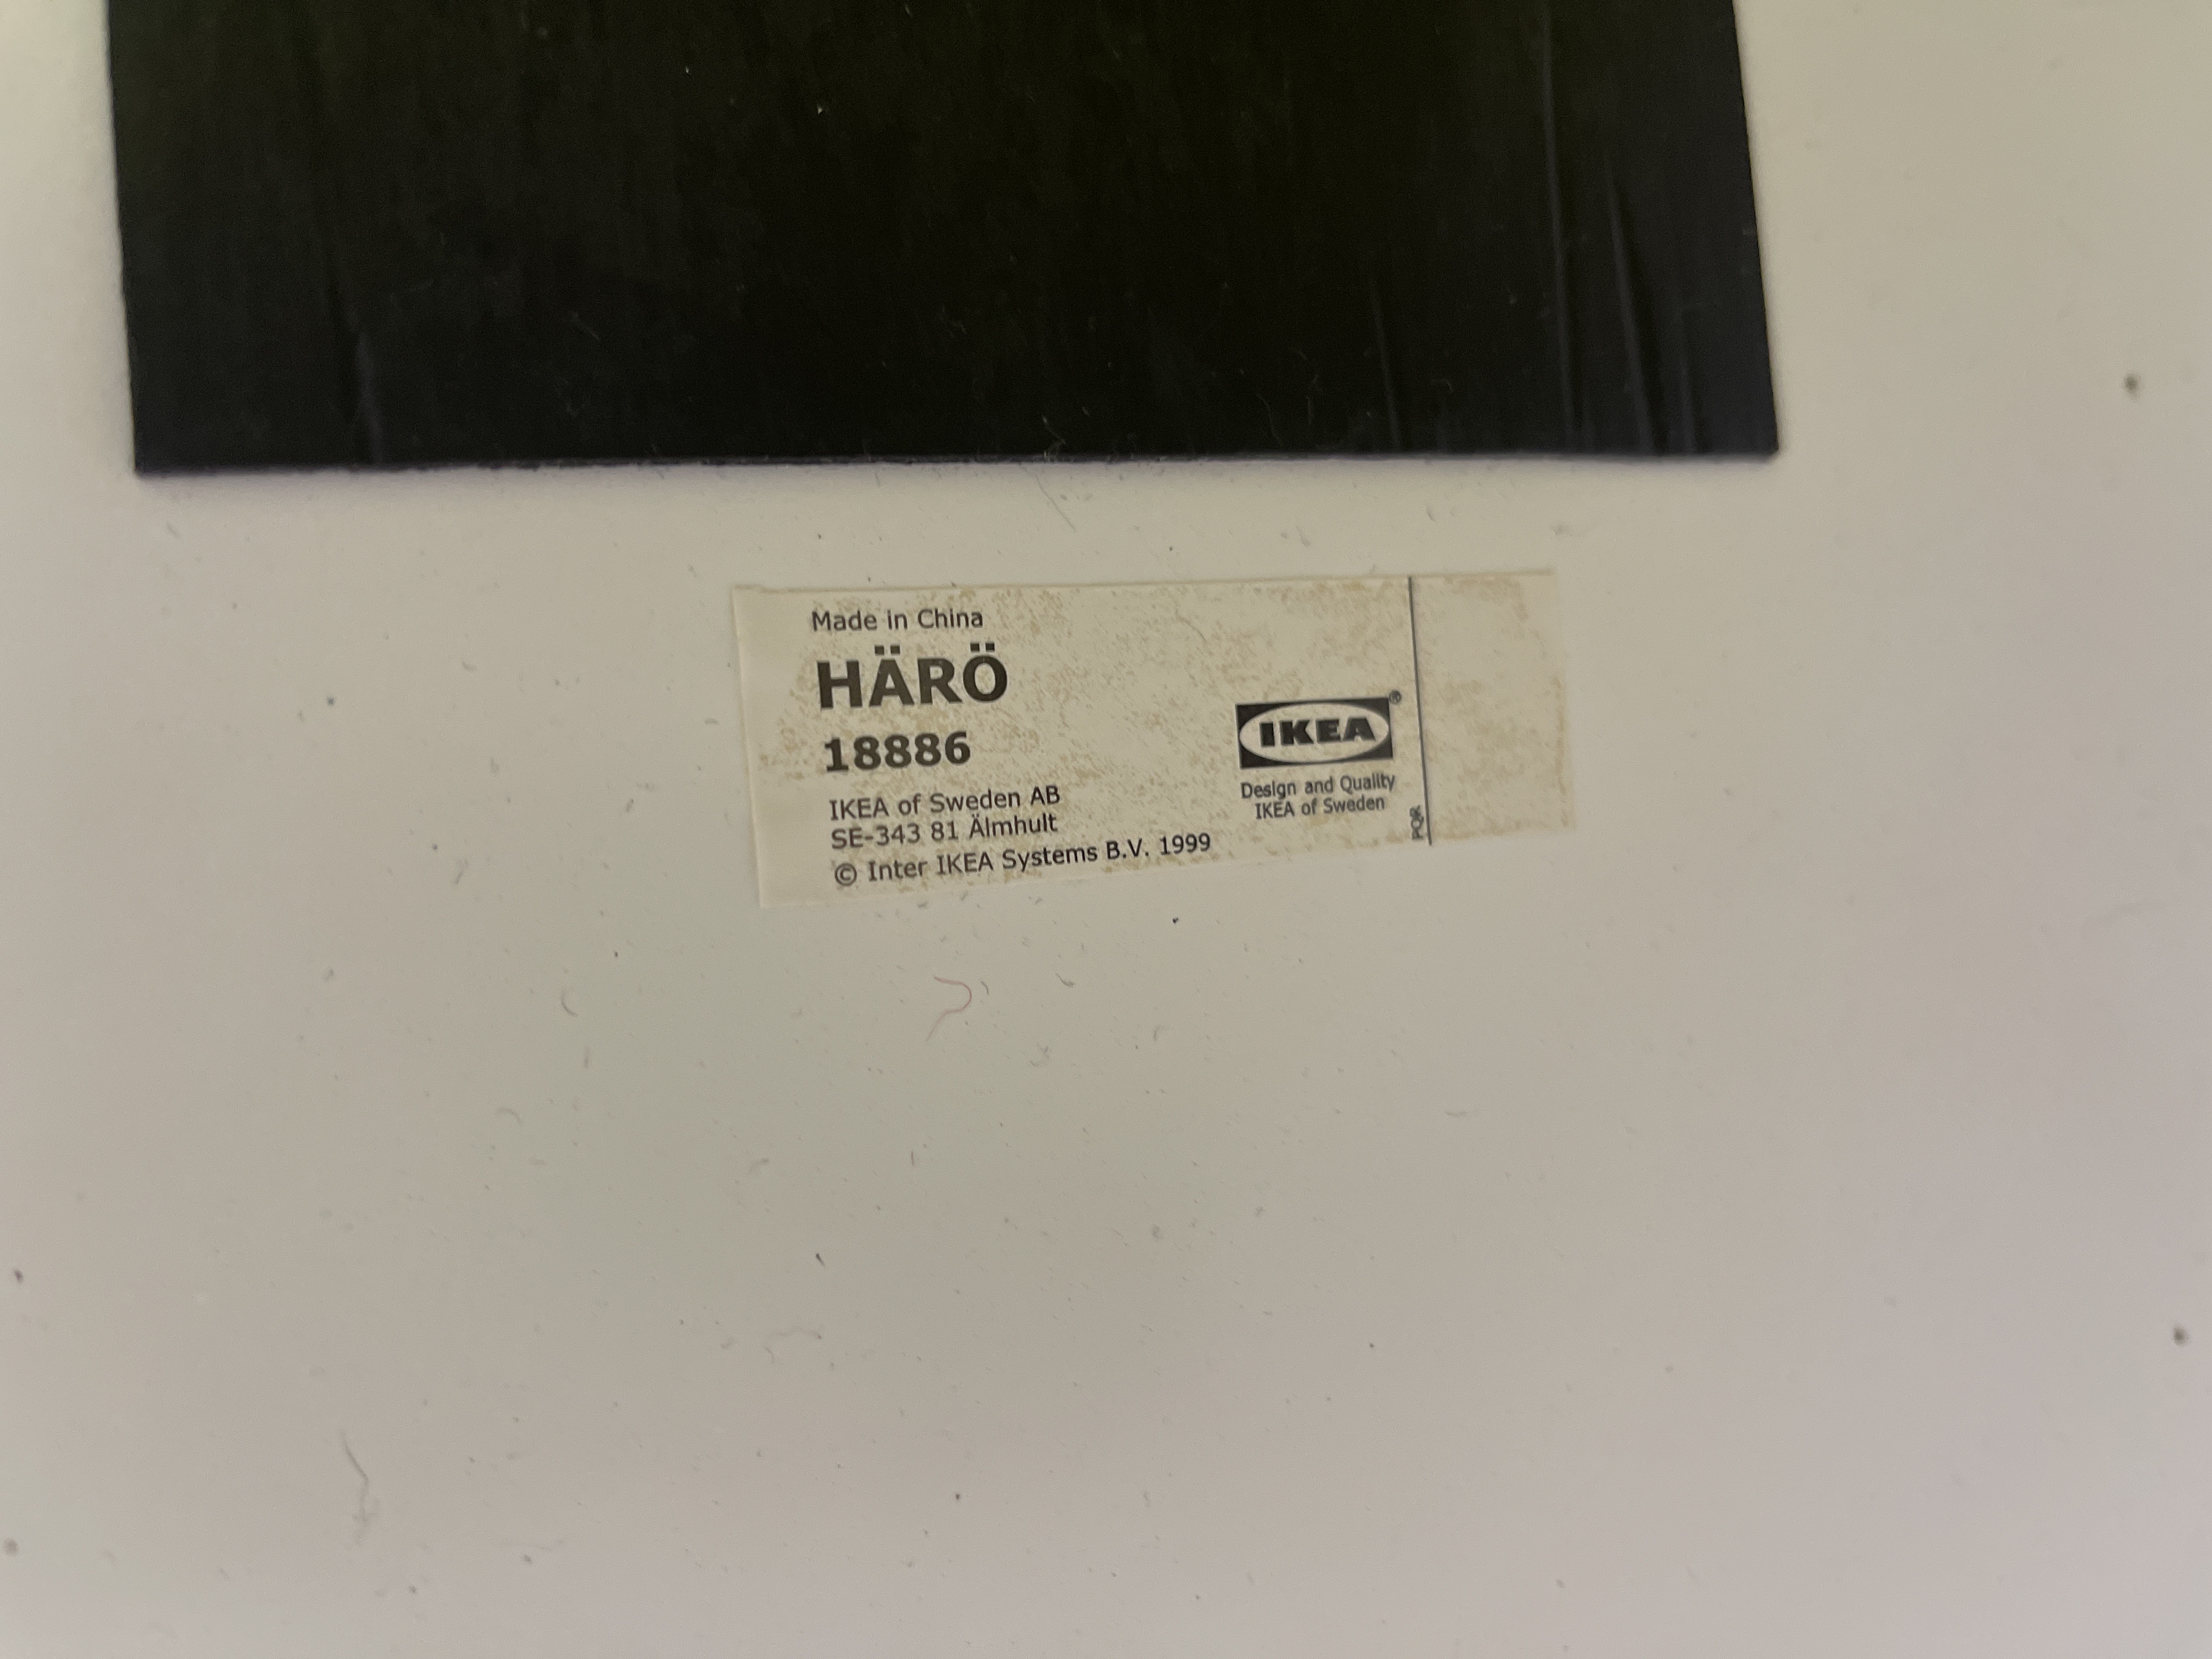 Made in China
HÄRÖ
18886
IKEA of Sweden AB
SE-343 81 Älmhult
© Inter IKEA Systems B.V. 1999
IKEA®
Design and Quality
IKEA of Sweden
PQR